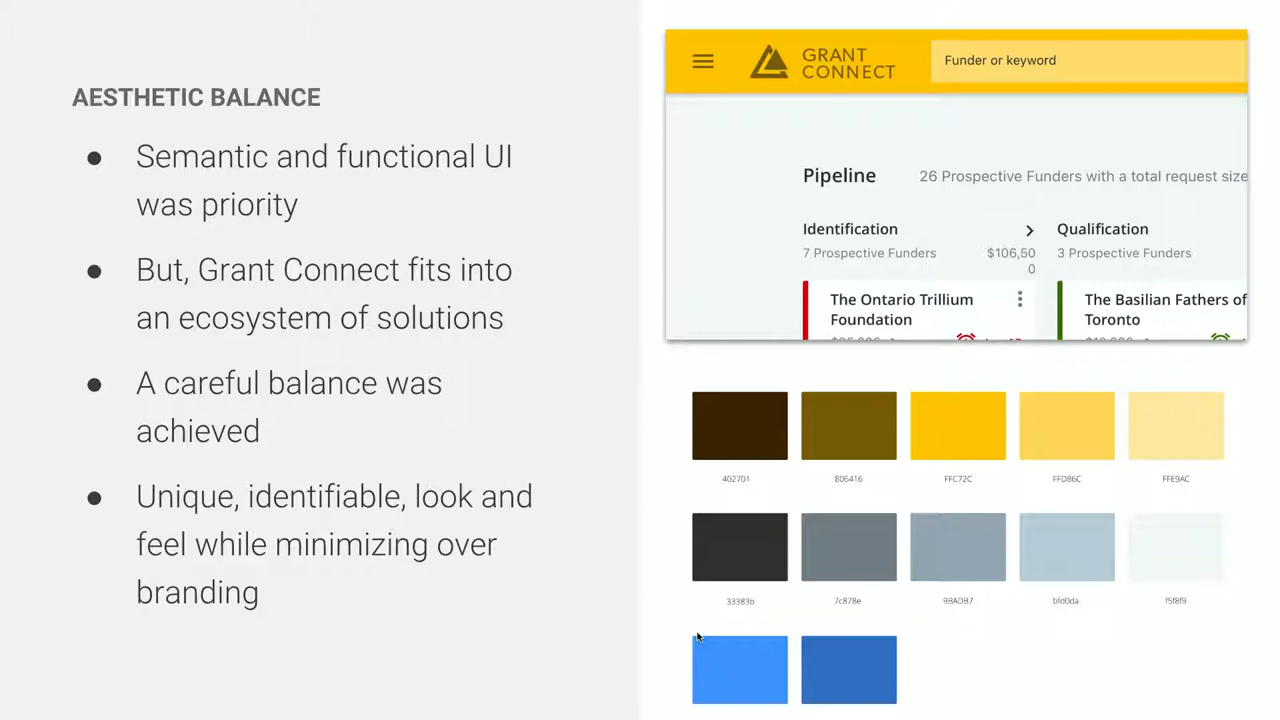 AESTHETIC BALANCE
● Semantic and functional UI
was priority
● But, Grant Connect fits into
an ecosystem of solutions
● A careful balance was
achieved
● Unique, identifiable, look and
feel while minimizing over
branding
GRANT
CONNECT
Funder or keyword
Pipeline 26 Prospective Funders with a total request size
Identification
7 Prospective Funders $106,50
0
The Ontario Trillium
Foundation
Qualification
3 Prospective Funders
The Basilian Fathers of
Toronto
402701 806416 FFC72C FFD86C FFE9AC
33383b 7c878e 9BADB7 bfd0da f5f8f9